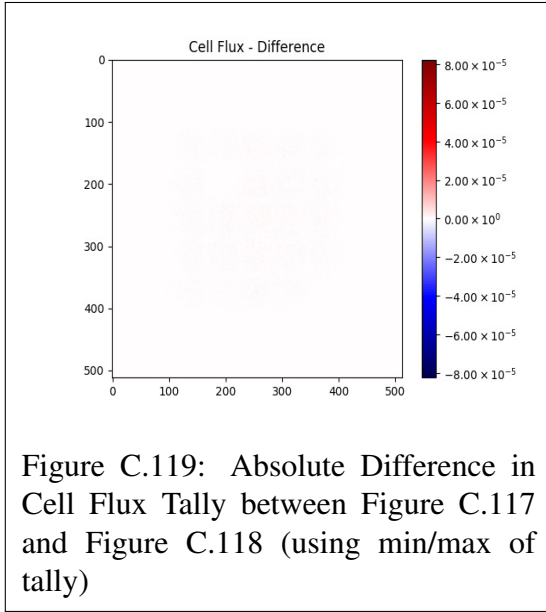 Cell Flux - Difference
0
100
200
300
400
500
0 100 200 300 400 500
8.00 × 10⁻⁵
6.00 × 10⁻⁵
4.00 × 10⁻⁵
2.00 × 10⁻⁵
0.00 × 10⁰
−2.00 × 10⁻⁵
−4.00 × 10⁻⁵
−6.00 × 10⁻⁵
−8.00 × 10⁻⁵
Figure C.119: Absolute Difference in
Cell Flux Tally between Figure C.117
and Figure C.118 (using min/max of
tally)